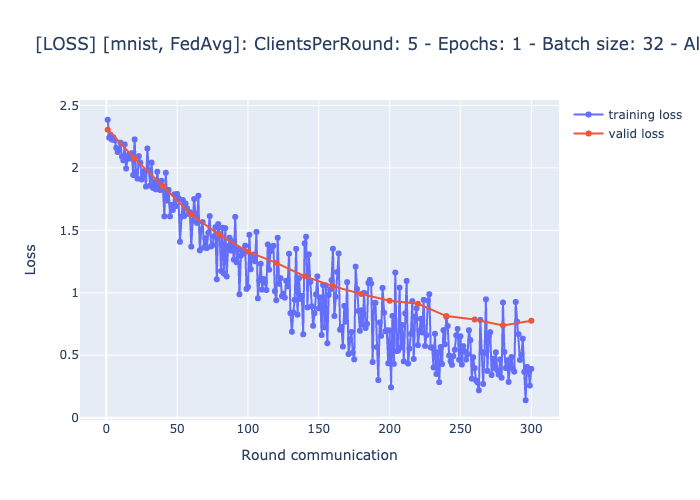 [LOSS] [mnist, FedAvg]: ClientsPerRound: 5 - Epochs: 1 - Batch size: 32 - Al
2.5
2
1.5
1
0.5
0
Loss
0 50 100 150 200 250 300
Round communication
training loss
valid loss